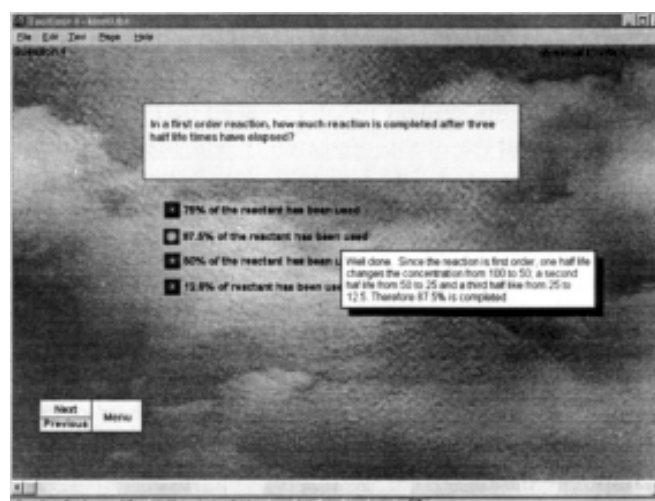 File Edit Text Page Help
Question 4
In a first order reaction, how much reaction is completed after three
half life times have elapsed?
75% of the reactant has been used
87.5% of the reactant has been used
50% of the reactant has been
12.5% of reactant has been use
Well done. Since the reaction is first order, one half life
changes the concentration from 100 to 50, a second
half life from 50 to 25 and a third half like from 25 to
12.5. Therefore 87.5% is completed
Next
Previous
Menu